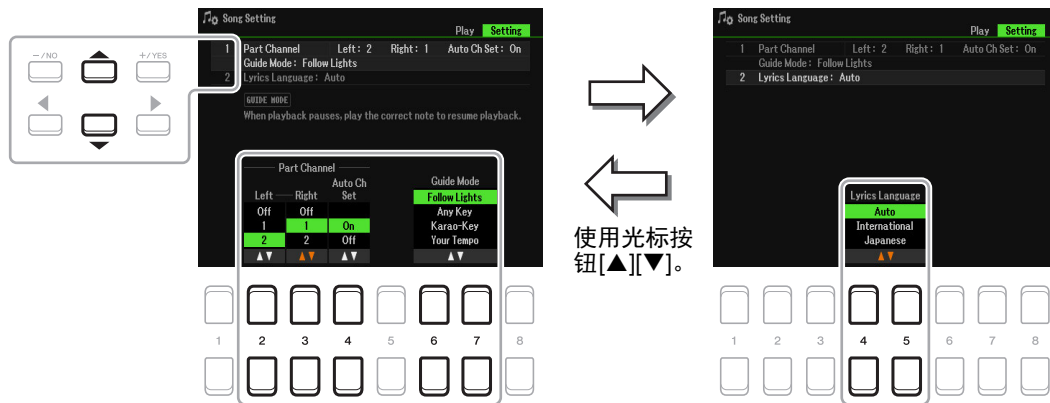 Song Setting
Play Setting
1 Part Channel Left: 2 Right: 1 Auto Ch Set: On
Guide Mode: Follow Lights
2 Lyrics Language: Auto
GUIDE MODE
When playback pauses, play the correct note to resume playback.
Part Channel
Left Right Auto Ch Set
Off Off
1 1 On
2 2 Off
▲▼ ▲▼ ▲▼
Guide Mode
Follow Lights
Any Key
Karao-Key
Your Tempo
▲▼
－/NO ＋/YES
1 2 3 4 5 6 7 8
使用光标按
钮[▲][▼]。
Song Setting
Play Setting
1 Part Channel Left: 2 Right: 1 Auto Ch Set: On
Guide Mode: Follow Lights
2 Lyrics Language: Auto
Lyrics Language
Auto
International
Japanese
▲▼
1 2 3 4 5 6 7 8